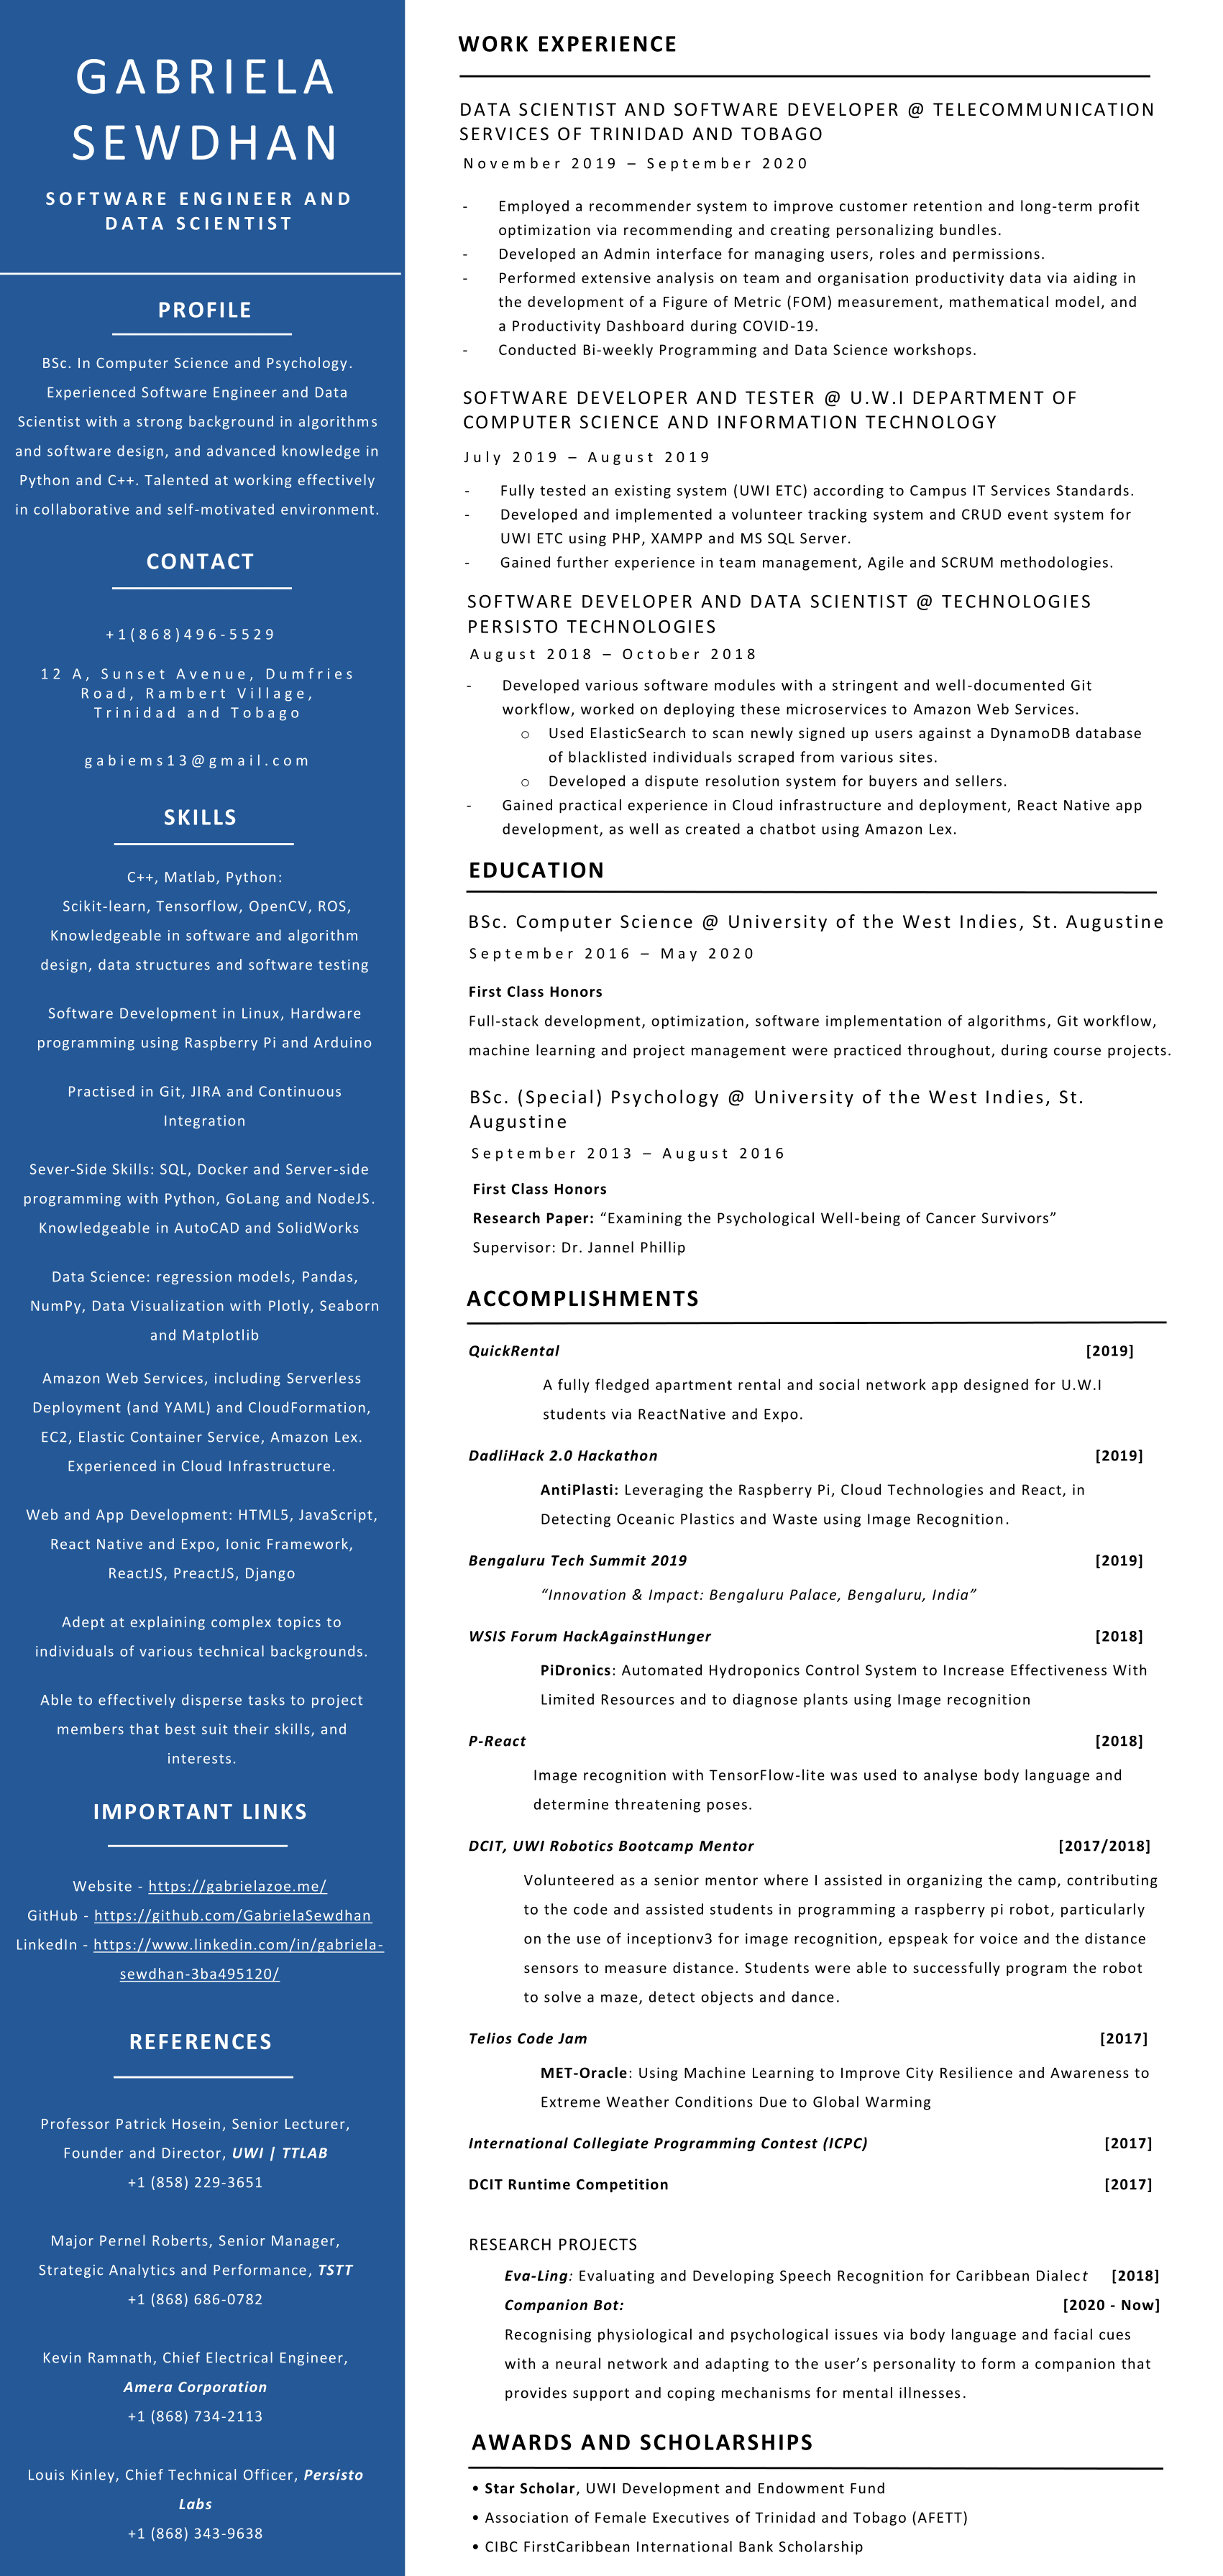 GABRIELA
SEWDHAN
SOFTWARE ENGINEER AND
DATA SCIENTIST
PROFILE
BSc. In Computer Science and Psychology.
Experienced Software Engineer and Data
Scientist with a strong background in algorithms
and software design, and advanced knowledge in
Python and C++. Talented at working effectively
in collaborative and self-motivated environment.
CONTACT
+1(868)496-5529
12 A, Sunset Avenue, Dumfries
Road, Rambert Village,
Trinidad and Tobago
gabiems13@gmail.com
SKILLS
C++, Matlab, Python:
Scikit-learn, Tensorflow, OpenCV, ROS,
Knowledgeable in software and algorithm
design, data structures and software testing
Software Development in Linux, Hardware
programming using Raspberry Pi and Arduino
Practised in Git, JIRA and Continuous
Integration
Sever-Side Skills: SQL, Docker and Server-side
programming with Python, GoLang and NodeJS.
Knowledgeable in AutoCAD and SolidWorks
Data Science: regression models, Pandas,
NumPy, Data Visualization with Plotly, Seaborn
and Matplotlib
Amazon Web Services, including Serverless
Deployment (and YAML) and CloudFormation,
EC2, Elastic Container Service, Amazon Lex.
Experienced in Cloud Infrastructure.
Web and App Development: HTML5, JavaScript,
React Native and Expo, Ionic Framework,
ReactJS, PreactJS, Django
Adept at explaining complex topics to
individuals of various technical backgrounds.
Able to effectively disperse tasks to project
members that best suit their skills, and
interests.
IMPORTANT LINKS
Website - https://gabrielazoe.me/
GitHub - https://github.com/GabrielaSewdhan
LinkedIn - https://www.linkedin.com/in/gabriela-
sewdhan-3ba495120/
REFERENCES
Professor Patrick Hosein, Senior Lecturer,
Founder and Director, UWI | TTLAB
+1 (858) 229-3651
Major Pernel Roberts, Senior Manager,
Strategic Analytics and Performance, TSTT
+1 (868) 686-0782
Kevin Ramnath, Chief Electrical Engineer,
Amera Corporation
+1 (868) 734-2113
Louis Kinley, Chief Technical Officer, Persisto
Labs
+1 (868) 343-9638
WORK EXPERIENCE
DATA SCIENTIST AND SOFTWARE DEVELOPER @ TELECOMMUNICATION
SERVICES OF TRINIDAD AND TOBAGO
November 2019 – September 2020
- Employed a recommender system to improve customer retention and long-term profit
optimization via recommending and creating personalizing bundles.
- Developed an Admin interface for managing users, roles and permissions.
- Performed extensive analysis on team and organisation productivity data via aiding in
the development of a Figure of Metric (FOM) measurement, mathematical model, and
a Productivity Dashboard during COVID-19.
- Conducted Bi-weekly Programming and Data Science workshops.
SOFTWARE DEVELOPER AND TESTER @ U.W.I DEPARTMENT OF
COMPUTER SCIENCE AND INFORMATION TECHNOLOGY
July 2019 – August 2019
- Fully tested an existing system (UWI ETC) according to Campus IT Services Standards.
- Developed and implemented a volunteer tracking system and CRUD event system for
UWI ETC using PHP, XAMPP and MS SQL Server.
- Gained further experience in team management, Agile and SCRUM methodologies.
SOFTWARE DEVELOPER AND DATA SCIENTIST @ TECHNOLOGIES
PERSISTO TECHNOLOGIES
August 2018 – October 2018
- Developed various software modules with a stringent and well-documented Git
workflow, worked on deploying these microservices to Amazon Web Services.
o Used ElasticSearch to scan newly signed up users against a DynamoDB database
of blacklisted individuals scraped from various sites.
o Developed a dispute resolution system for buyers and sellers.
- Gained practical experience in Cloud infrastructure and deployment, React Native app
development, as well as created a chatbot using Amazon Lex.
EDUCATION
BSc. Computer Science @ University of the West Indies, St. Augustine
September 2016 – May 2020
First Class Honors
Full-stack development, optimization, software implementation of algorithms, Git workflow,
machine learning and project management were practiced throughout, during course projects.
BSc. (Special) Psychology @ University of the West Indies, St.
Augustine
September 2013 – August 2016
First Class Honors
Research Paper: “Examining the Psychological Well-being of Cancer Survivors”
Supervisor: Dr. Jannel Phillip
ACCOMPLISHMENTS
QuickRental [2019]
A fully fledged apartment rental and social network app designed for U.W.I
students via ReactNative and Expo.
DadliHack 2.0 Hackathon [2019]
AntiPlasti: Leveraging the Raspberry Pi, Cloud Technologies and React, in
Detecting Oceanic Plastics and Waste using Image Recognition.
Bengaluru Tech Summit 2019 [2019]
“Innovation & Impact: Bengaluru Palace, Bengaluru, India”
WSIS Forum HackAgainstHunger [2018]
PiDronics: Automated Hydroponics Control System to Increase Effectiveness With
Limited Resources and to diagnose plants using Image recognition
P-React [2018]
Image recognition with TensorFlow-lite was used to analyse body language and
determine threatening poses.
DCIT, UWI Robotics Bootcamp Mentor [2017/2018]
Volunteered as a senior mentor where I assisted in organizing the camp, contributing
to the code and assisted students in programming a raspberry pi robot, particularly
on the use of inceptionv3 for image recognition, epspeak for voice and the distance
sensors to measure distance. Students were able to successfully program the robot
to solve a maze, detect objects and dance.
Telios Code Jam [2017]
MET-Oracle: Using Machine Learning to Improve City Resilience and Awareness to
Extreme Weather Conditions Due to Global Warming
International Collegiate Programming Contest (ICPC) [2017]
DCIT Runtime Competition [2017]
RESEARCH PROJECTS
Eva-Ling: Evaluating and Developing Speech Recognition for Caribbean Dialect [2018]
Companion Bot: [2020 - Now]
Recognising physiological and psychological issues via body language and facial cues
with a neural network and adapting to the user’s personality to form a companion that
provides support and coping mechanisms for mental illnesses.
AWARDS AND SCHOLARSHIPS
• Star Scholar, UWI Development and Endowment Fund
• Association of Female Executives of Trinidad and Tobago (AFETT)
• CIBC FirstCaribbean International Bank Scholarship